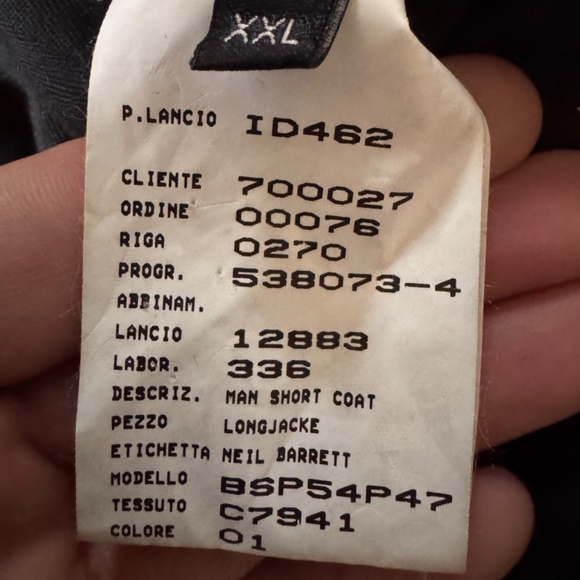 XXL
P.LANCIO ID462
CLIENTE 700027
ORDINE 00076
RIGA 0270
PROGR. 538073-4
ABBINAM.
LANCIO 12883
LABOR. 336
DESCRIZ. MAN SHORT COAT
PEZZO LONGJACKE
ETICHETTA NEIL BARRETT
MODELLO BSP54P47
TESSUTO C7941
COLORE 01